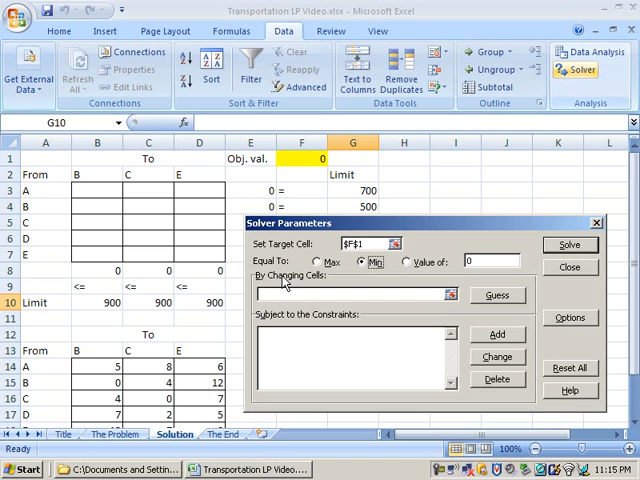 Transportation LP Video.xlsx - Microsoft Excel
Home Insert Page Layout Formulas Data Review View
Get External Data
Connections
Properties
Edit Links
Refresh All
Connections
Sort
Filter
Clear
Reapply
Advanced
Sort & Filter
Text to Columns
Remove Duplicates
Data Tools
Group
Ungroup
Subtotal
Outline
Data Analysis
Solver
Analysis
G10
fx
A B C D E F G H I J K L
1 To Obj. val. 0
2 From B C E Limit
3 A 0 = 700
4 B 0 = 500
5 C
6 D
7 E
8 0 0 0
9 <= <= <=
10 Limit 900 900 900
11
12 To
13 From B C E
14 A 5 8 6
15 B 0 4 12
16 C 4 0 7
17 D 7 2 5
Solver Parameters
Set Target Cell: $F$1
Equal To: Max Min Value of: 0
By Changing Cells:
Guess
Subject to the Constraints:
Add
Change
Delete
Solve
Close
Options
Reset All
Help
Title The Problem Solution The End
Ready
100%
Start
C:\Documents and Settin...
Transportation LP Video....
11:15 PM